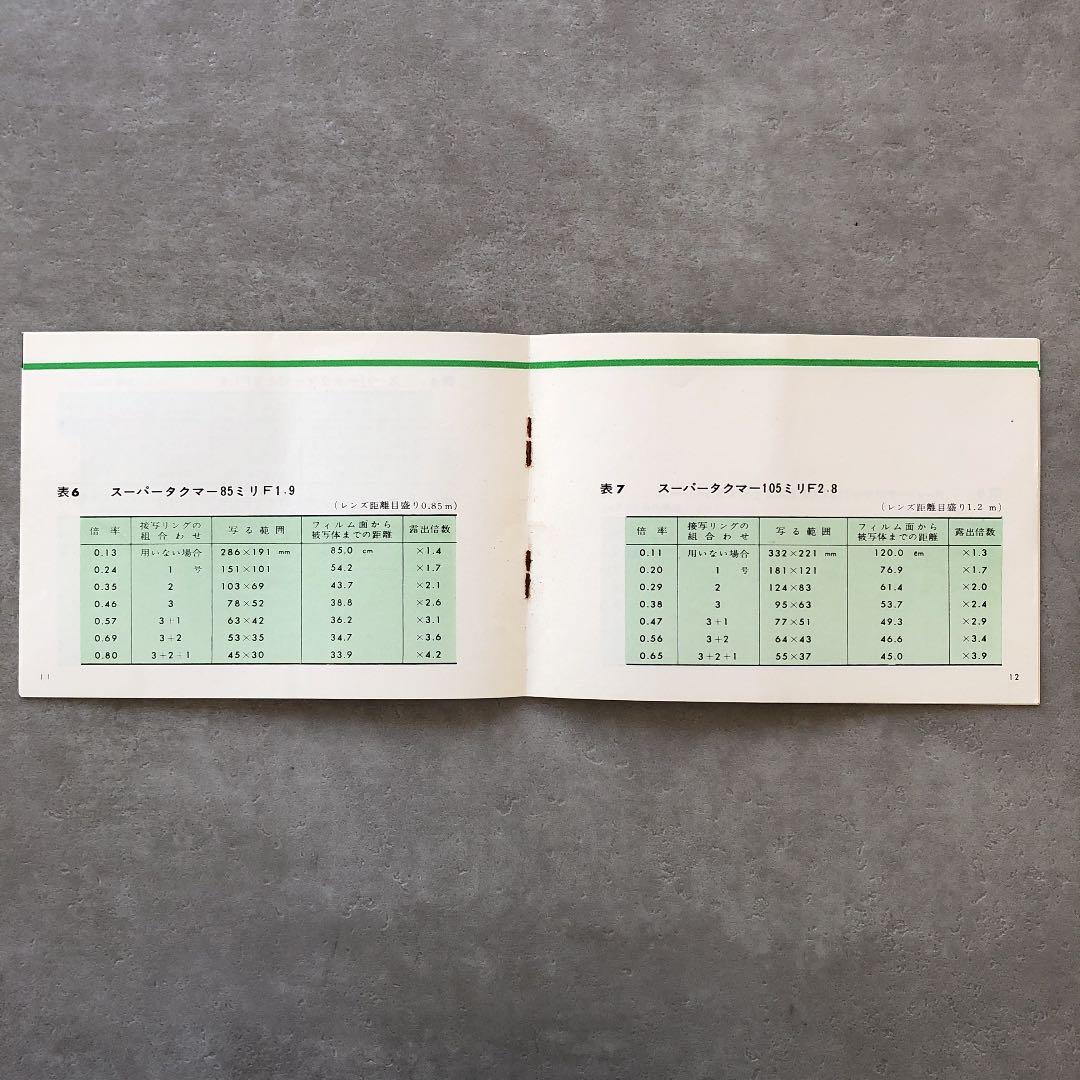 表6 スーパータクマー85ミリF1.9
(レンズ距離目盛り0.85m)
倍率 接写リングの組合わせ 写る範囲 フィルム面から被写体までの距離 露出倍数
0.13 用いない場合 286×191 mm 85.0 cm ×1.4
0.24 1号 151×101 54.2 ×1.7
0.35 2 103×69 43.7 ×2.1
0.46 3 78×52 38.8 ×2.6
0.57 3+1 63×42 36.2 ×3.1
0.69 3+2 53×35 34.7 ×3.6
0.80 3+2+1 45×30 33.9 ×4.2
11
表7 スーパータクマー105ミリF2.8
(レンズ距離目盛り1.2m)
倍率 接写リングの組合わせ 写る範囲 フィルム面から被写体までの距離 露出倍数
0.11 用いない場合 332×221 mm 120.0 cm ×1.3
0.20 1号 181×121 76.9 ×1.7
0.29 2 124×83 61.4 ×2.0
0.38 3 95×63 53.7 ×2.4
0.47 3+1 77×51 49.3 ×2.9
0.56 3+2 64×43 46.6 ×3.4
0.65 3+2+1 55×37 45.0 ×3.9
12